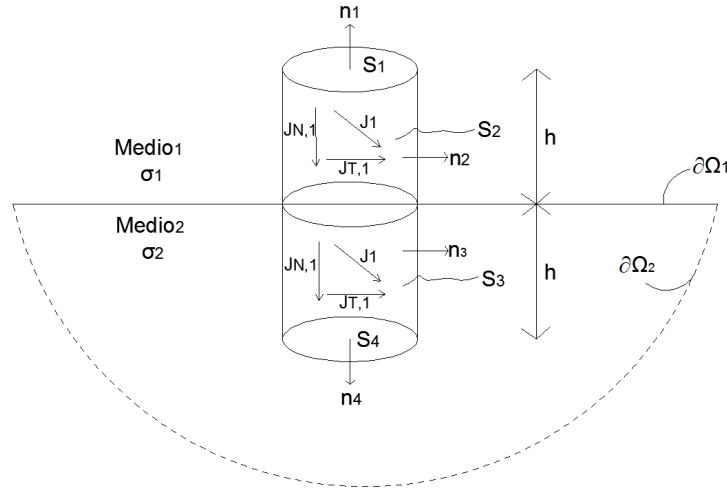 n1
S1
JN,1
J1
JT,1
S2
n2
h
Medio1
σ1
∂Ω1
Medio2
σ2
JN,1
J1
JT,1
n3
S3
h
∂Ω2
S4
n4